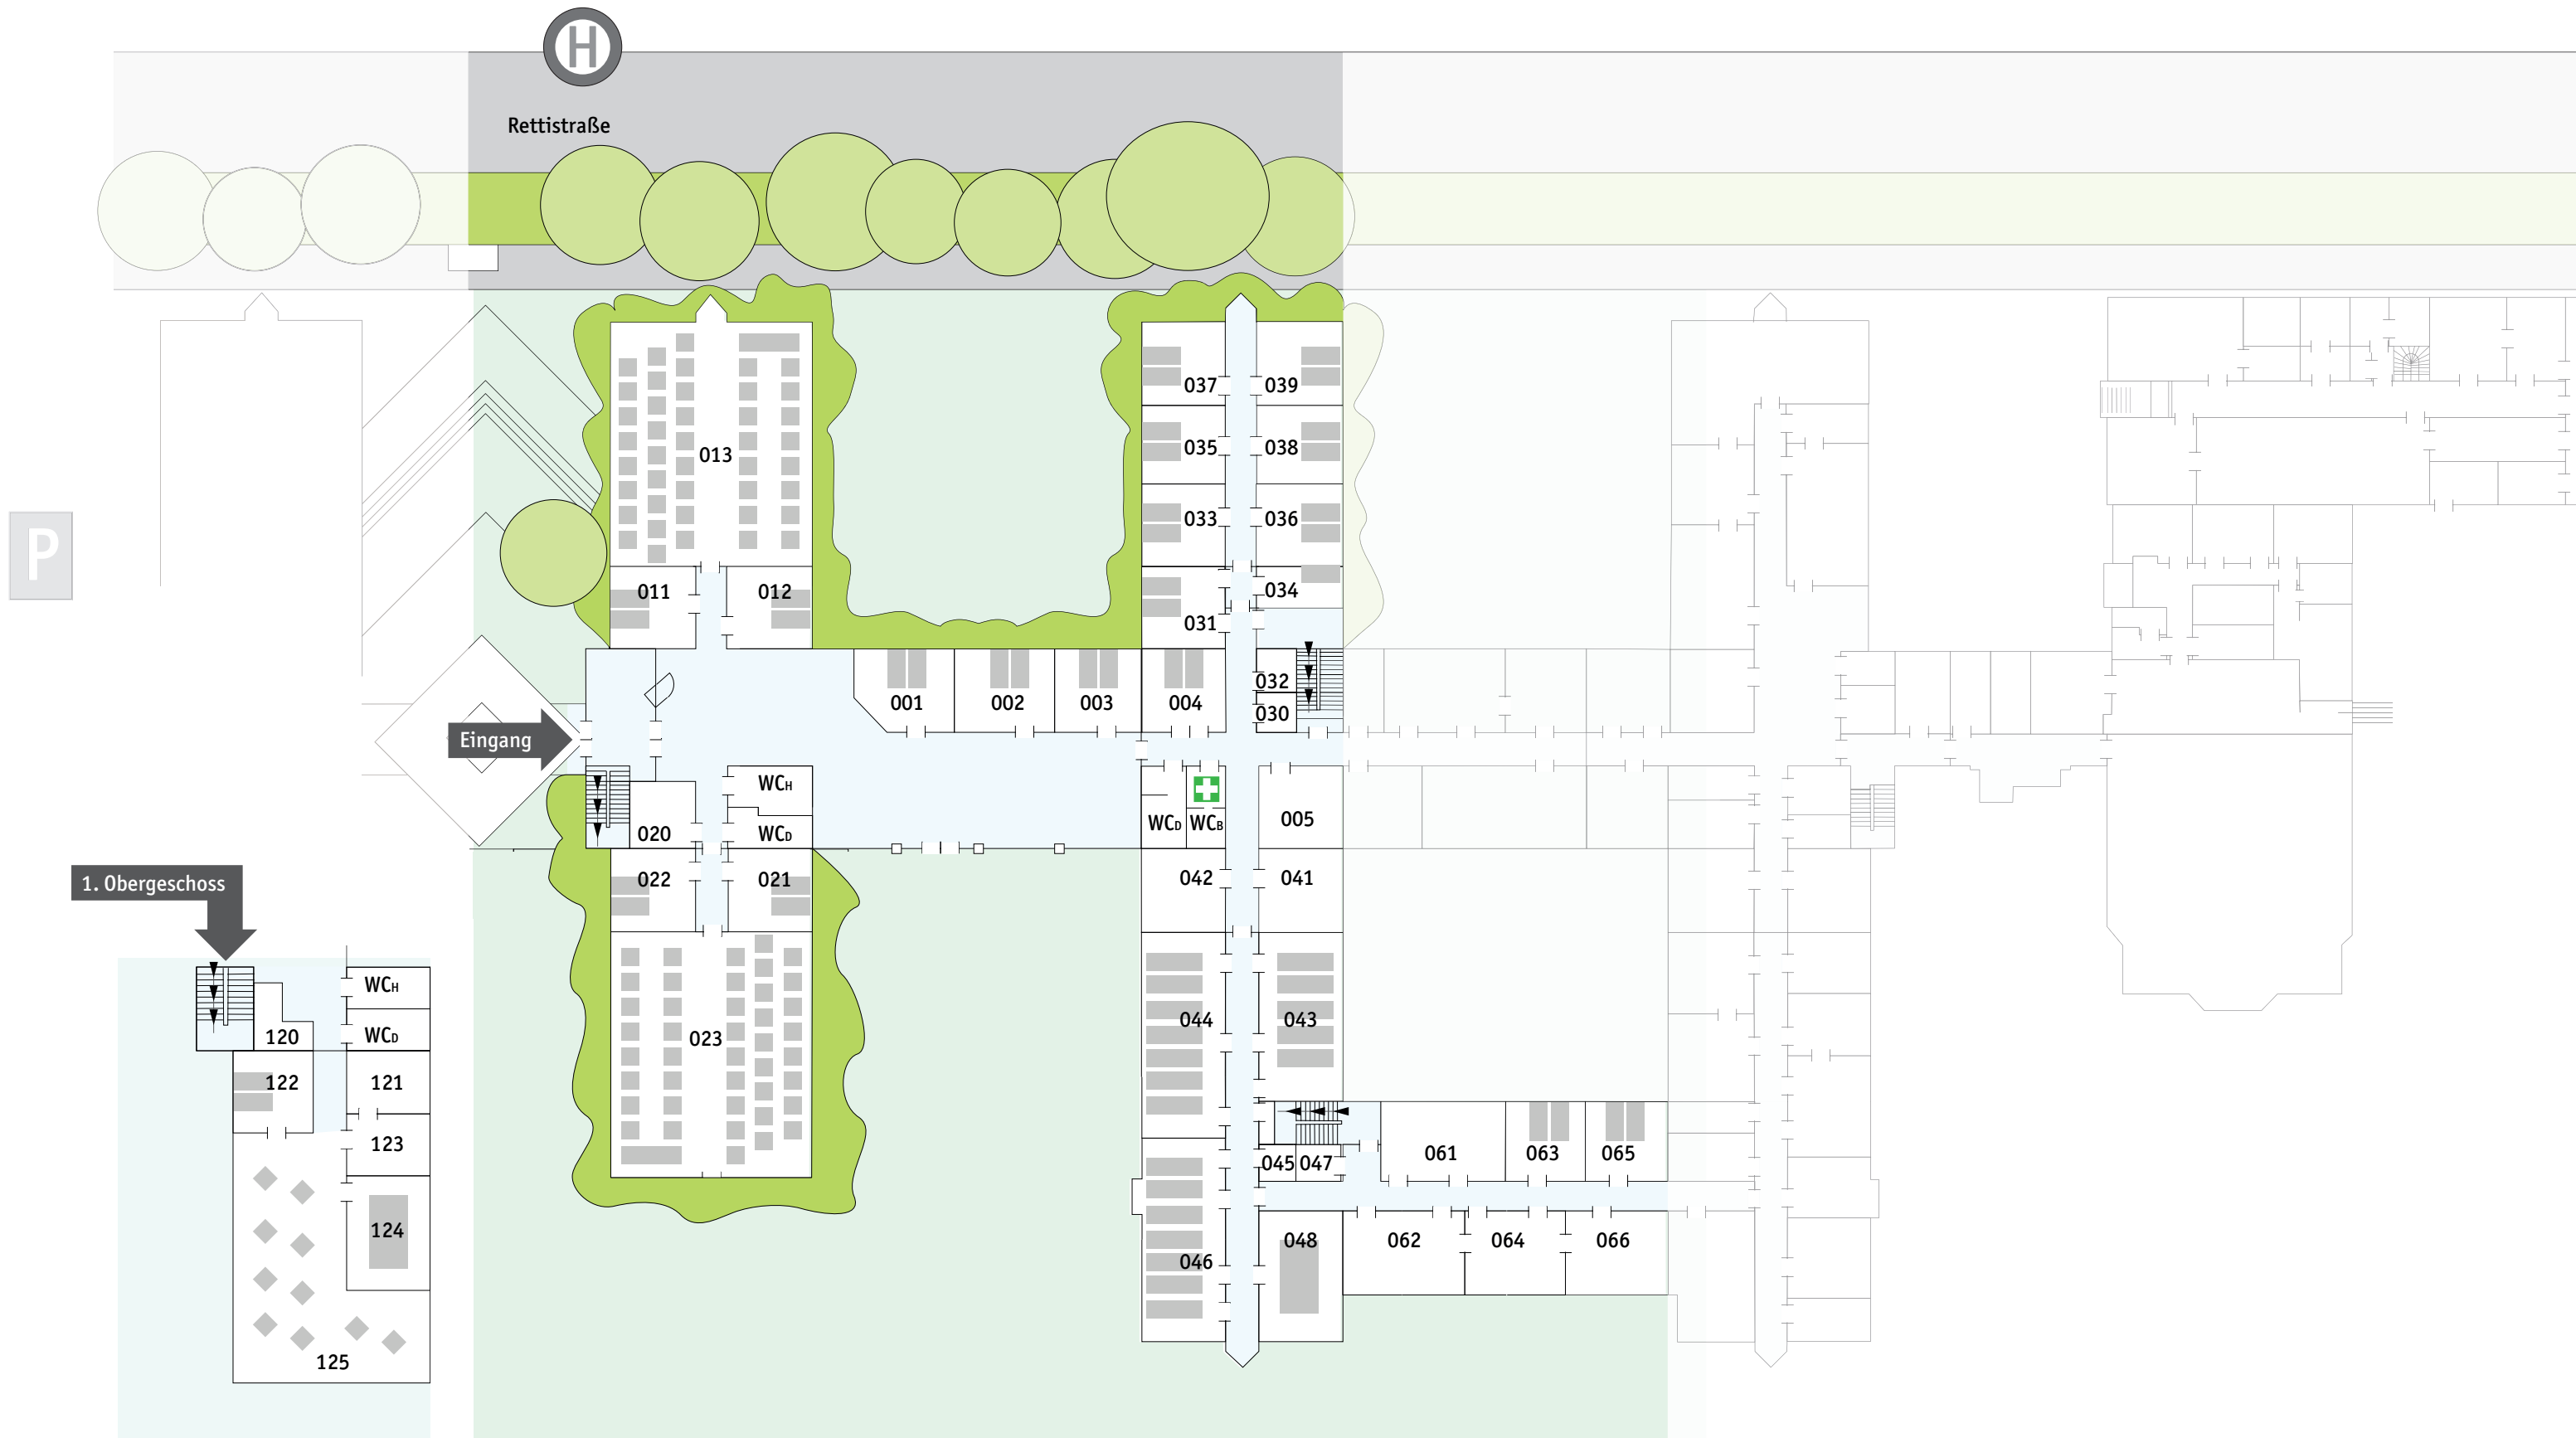 H
Rettistraße
037 039
035 038
013
P
033 036
011 012 034
031
032
001 002 003 004
030
Eingang
WCH
020 WCD WCD WCB 005
022 021 042 041
1. Obergeschoss
WCH
120 WCD
023 044 043
122 121
123
045 047 061 063 065
124
048 062 064 066
046
125